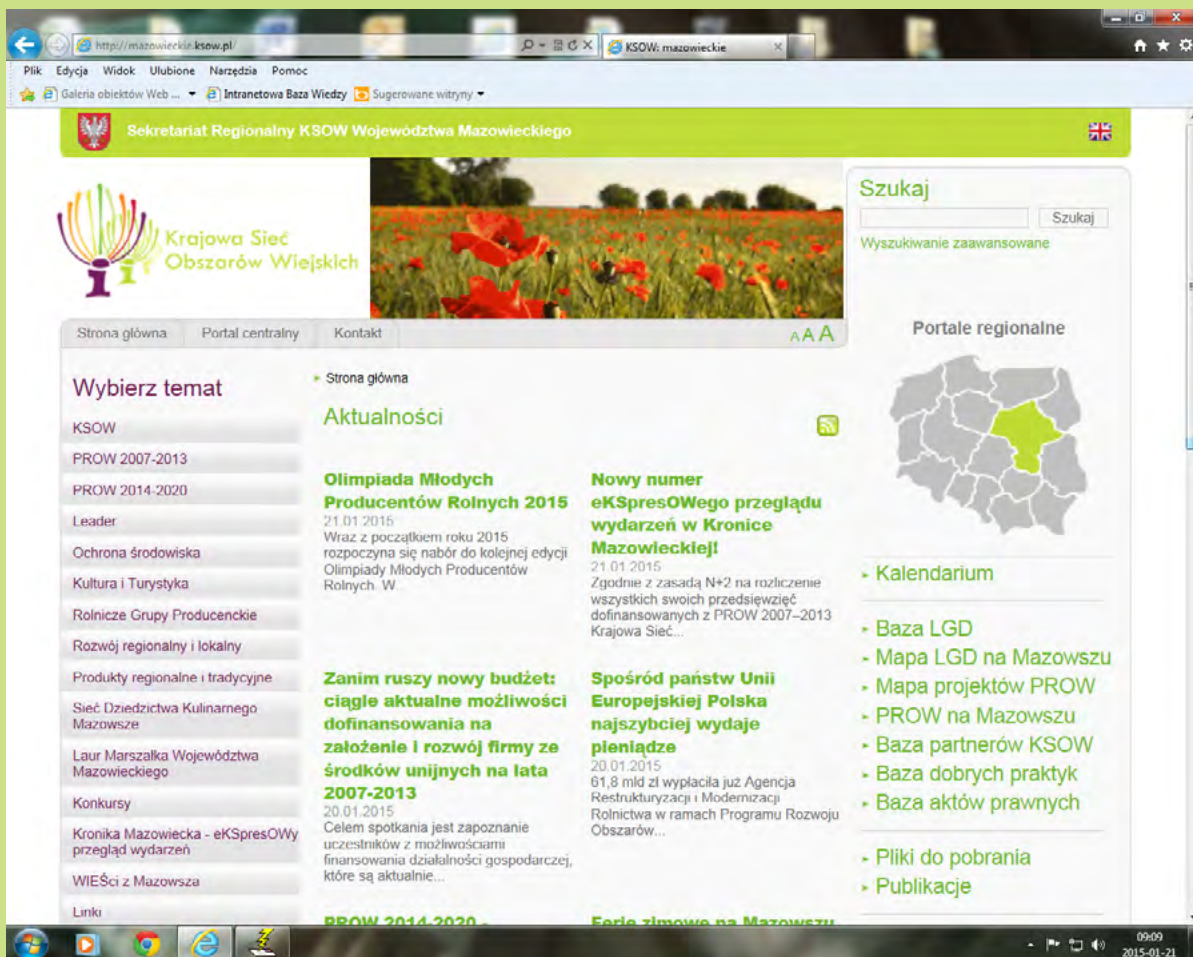 http://mazowieckie.ksow.pl/
KSOW: mazowieckie
Plik Edycja Widok Ulubione Narzędzia Pomoc
Galeria obiektów Web ...
Intranetowa Baza Wiedzy
Sugerowane witryny
Sekretariat Regionalny KSOW Województwa Mazowieckiego
Krajowa Sieć
Obszarów Wiejskich
Szukaj
Szukaj
Wyszukiwanie zaawansowane
Strona główna
Portal centralny
Kontakt
A A A
Portale regionalne
Wybierz temat
KSOW
PROW 2007-2013
PROW 2014-2020
Leader
Ochrona środowiska
Kultura i Turystyka
Rolnicze Grupy Producenckie
Rozwój regionalny i lokalny
Produkty regionalne i tradycyjne
Sieć Dziedzictwa Kulinarnego
Mazowsze
Laur Marszałka Województwa
Mazowieckiego
Konkursy
Kronika Mazowiecka - eKSpresOWy
przegląd wydarzeń
WIEŚci z Mazowsza
Linki
Strona główna
Aktualności
Olimpiada Młodych
Producentów Rolnych 2015
21.01.2015
Wraz z początkiem roku 2015
rozpoczyna się nabór do kolejnej edycji
Olimpiady Młodych Producentów
Rolnych. W...
Nowy numer
eKSpresOWego przeglądu
wydarzeń w Kronice
Mazowieckiej!
21.01.2015
Zgodnie z zasadą N+2 na rozliczenie
wszystkich swoich przedsięwzięć
dofinansowanych z PROW 2007–2013
Krajowa Sieć...
Zanim ruszy nowy budżet:
ciągle aktualne możliwości
dofinansowania na
założenie i rozwój firmy ze
środków unijnych na lata
2007-2013
20.01.2015
Celem spotkania jest zapoznanie
uczestników z możliwościami
finansowania działalności gospodarczej,
które są aktualnie...
Spośród państw Unii
Europejskiej Polska
najszybciej wydaje
pieniądze
20.01.2015
61,8 mld zł wypłaciła już Agencja
Restrukturyzacji i Modernizacji
Rolnictwa w ramach Programu Rozwoju
Obszarów...
PROW 2014-2020 -
Ferie zimowe na Mazowszu
Kalendarium
Baza LGD
Mapa LGD na Mazowszu
Mapa projektów PROW
PROW na Mazowszu
Baza partnerów KSOW
Baza dobrych praktyk
Baza aktów prawnych
Pliki do pobrania
Publikacje
09:09
2015-01-21